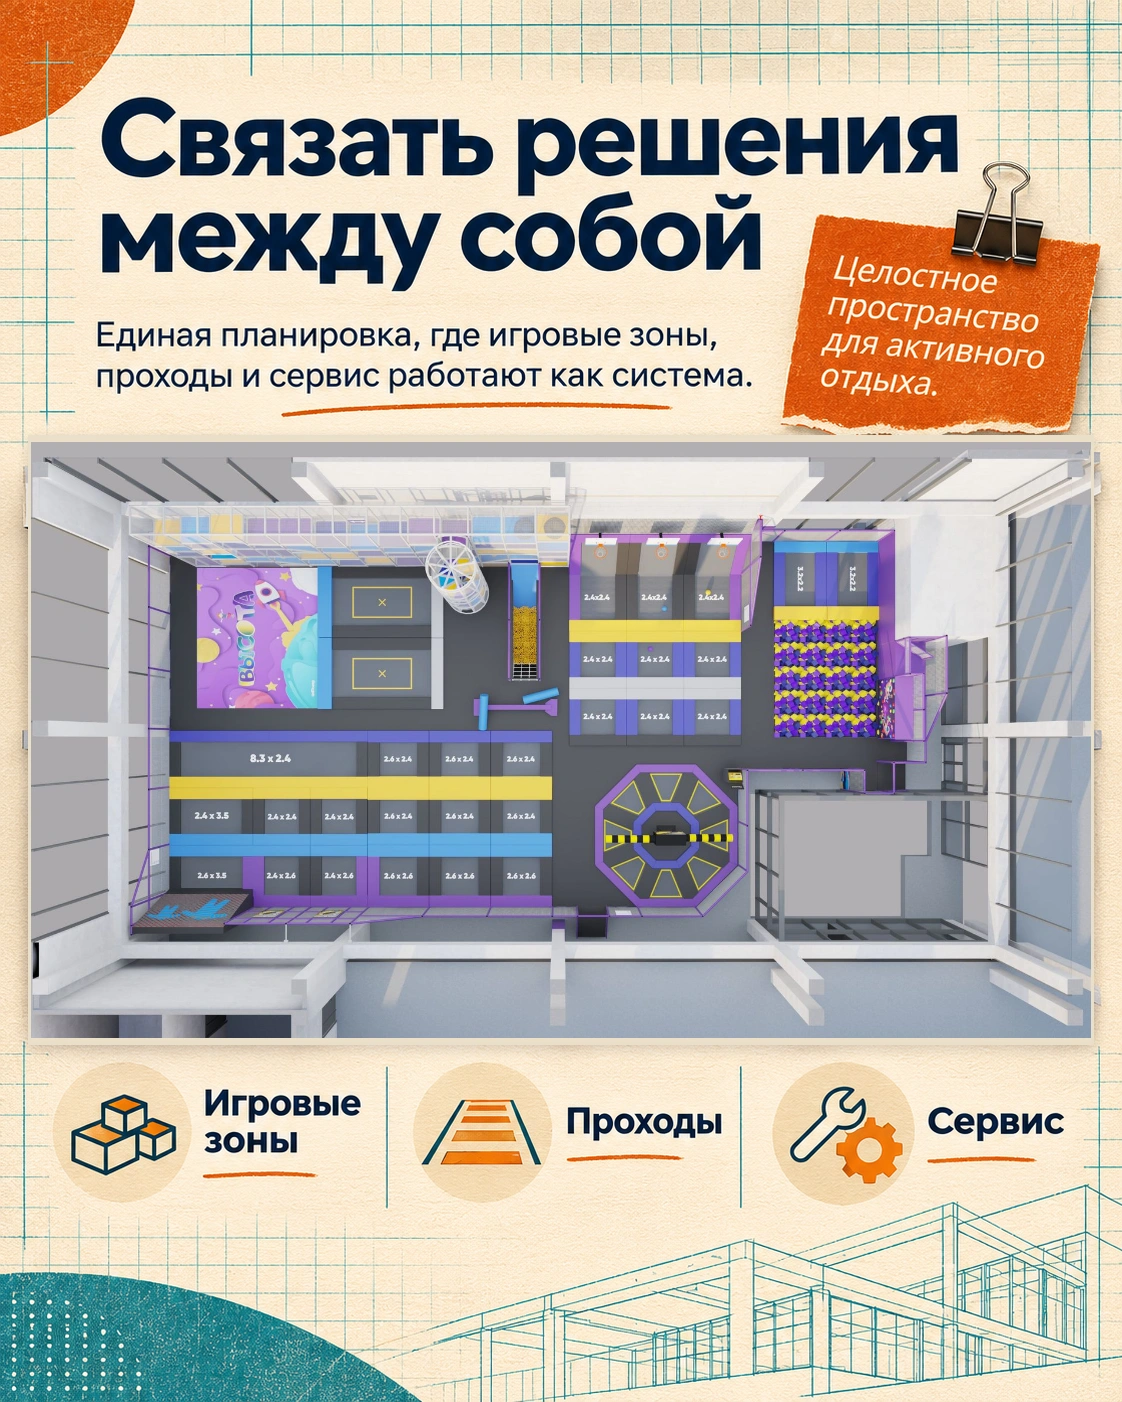 Связать решения
между собой
Целостное
пространство
для активного
отдыха.
Единая планировка, где игровые зоны,
проходы и сервис работают как система.
ВЫСОТА
2.4x2.4 2.4x2.4 2.4x2.4
3.2x2.2 3.2x2.2
2.4 x 2.4 2.4 x 2.4 2.4 x 2.4
2.4 x 2.4 2.4 x 2.4 2.4 x 2.4
8.3 x 2.4 2.6 x 2.4 2.6 x 2.4 2.6 x 2.4
2.4 x 3.5 2.4 x 2.4 2.4 x 2.4 2.6 x 2.4 2.6 x 2.4 2.6 x 2.4
2.6 x 3.5 2.4 x 2.6 2.4 x 2.6 2.6 x 2.6 2.6 x 2.6 2.6 x 2.6
Игровые
зоны
Проходы
Сервис